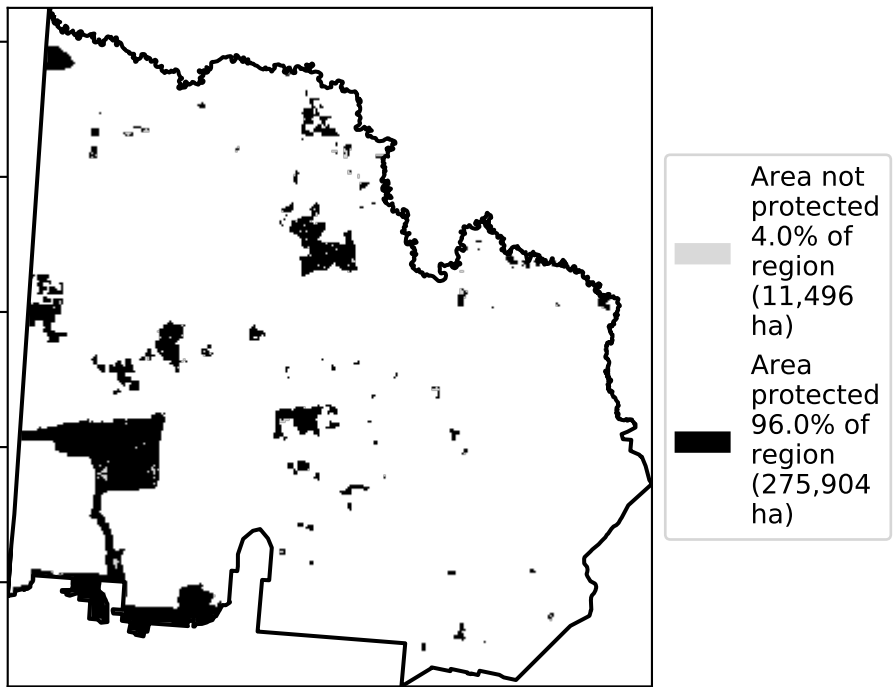 Area not
protected
4.0% of
region
(11,496
ha)
Area
protected
96.0% of
region
(275,904
ha)